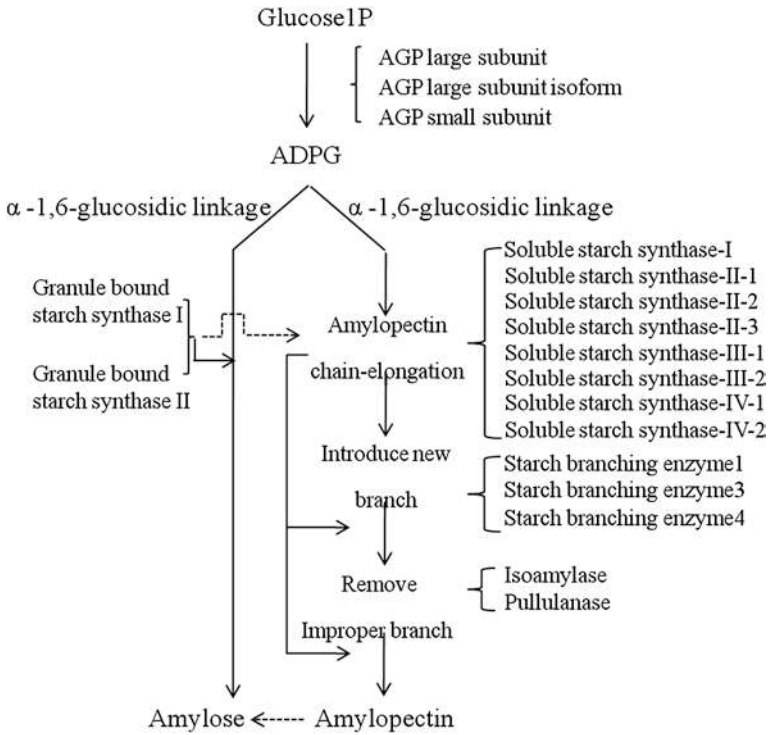 Glucose1P
AGP large subunit
AGP large subunit isoform
AGP small subunit
ADPG
α -1,6-glucosidic linkage
α -1,6-glucosidic linkage
Soluble starch synthase-I
Soluble starch synthase-II-1
Soluble starch synthase-II-2
Soluble starch synthase-II-3
Soluble starch synthase-III-1
Soluble starch synthase-III-2
Soluble starch synthase-IV-1
Soluble starch synthase-IV-2
Granule bound
starch synthase I
Granule bound
starch synthase II
Amylopectin
chain-elongation
Introduce new
branch
Starch branching enzyme1
Starch branching enzyme3
Starch branching enzyme4
Remove
Improper branch
Isoamylase
Pullulanase
Amylose
Amylopectin